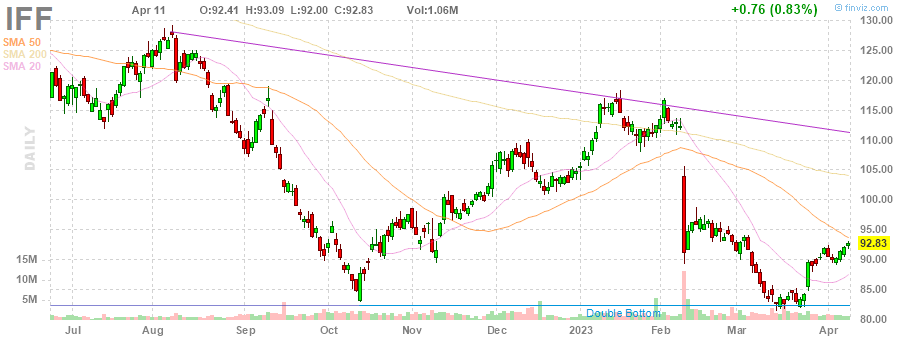 IFF
Apr 11 O:92.41 H:93.09 L:92.00 C:92.83 Vol:1.06M +0.76 (0.83%)
© finviz.com
SMA 50
SMA 200
SMA 20
DAILY
130.00
125.00
120.00
115.00
110.00
105.00
100.00
95.00
92.83
90.00
85.00
80.00
15M
10M
5M
Double Bottom
Jul Aug Sep Oct Nov Dec 2023 Feb Mar Apr